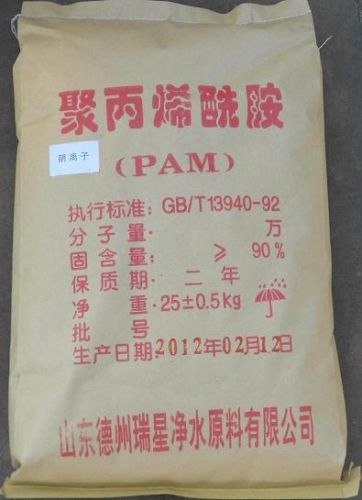 聚丙烯酰胺
阴离子
(PAM)
执行标准: GB/T13940-92
分子量: 万
固含量: ≥ 90%
保质期: 二年
净重: 25±0.5kg
批号
生产日期: 2012年02月12日
山东德州瑞星净水原料有限公司